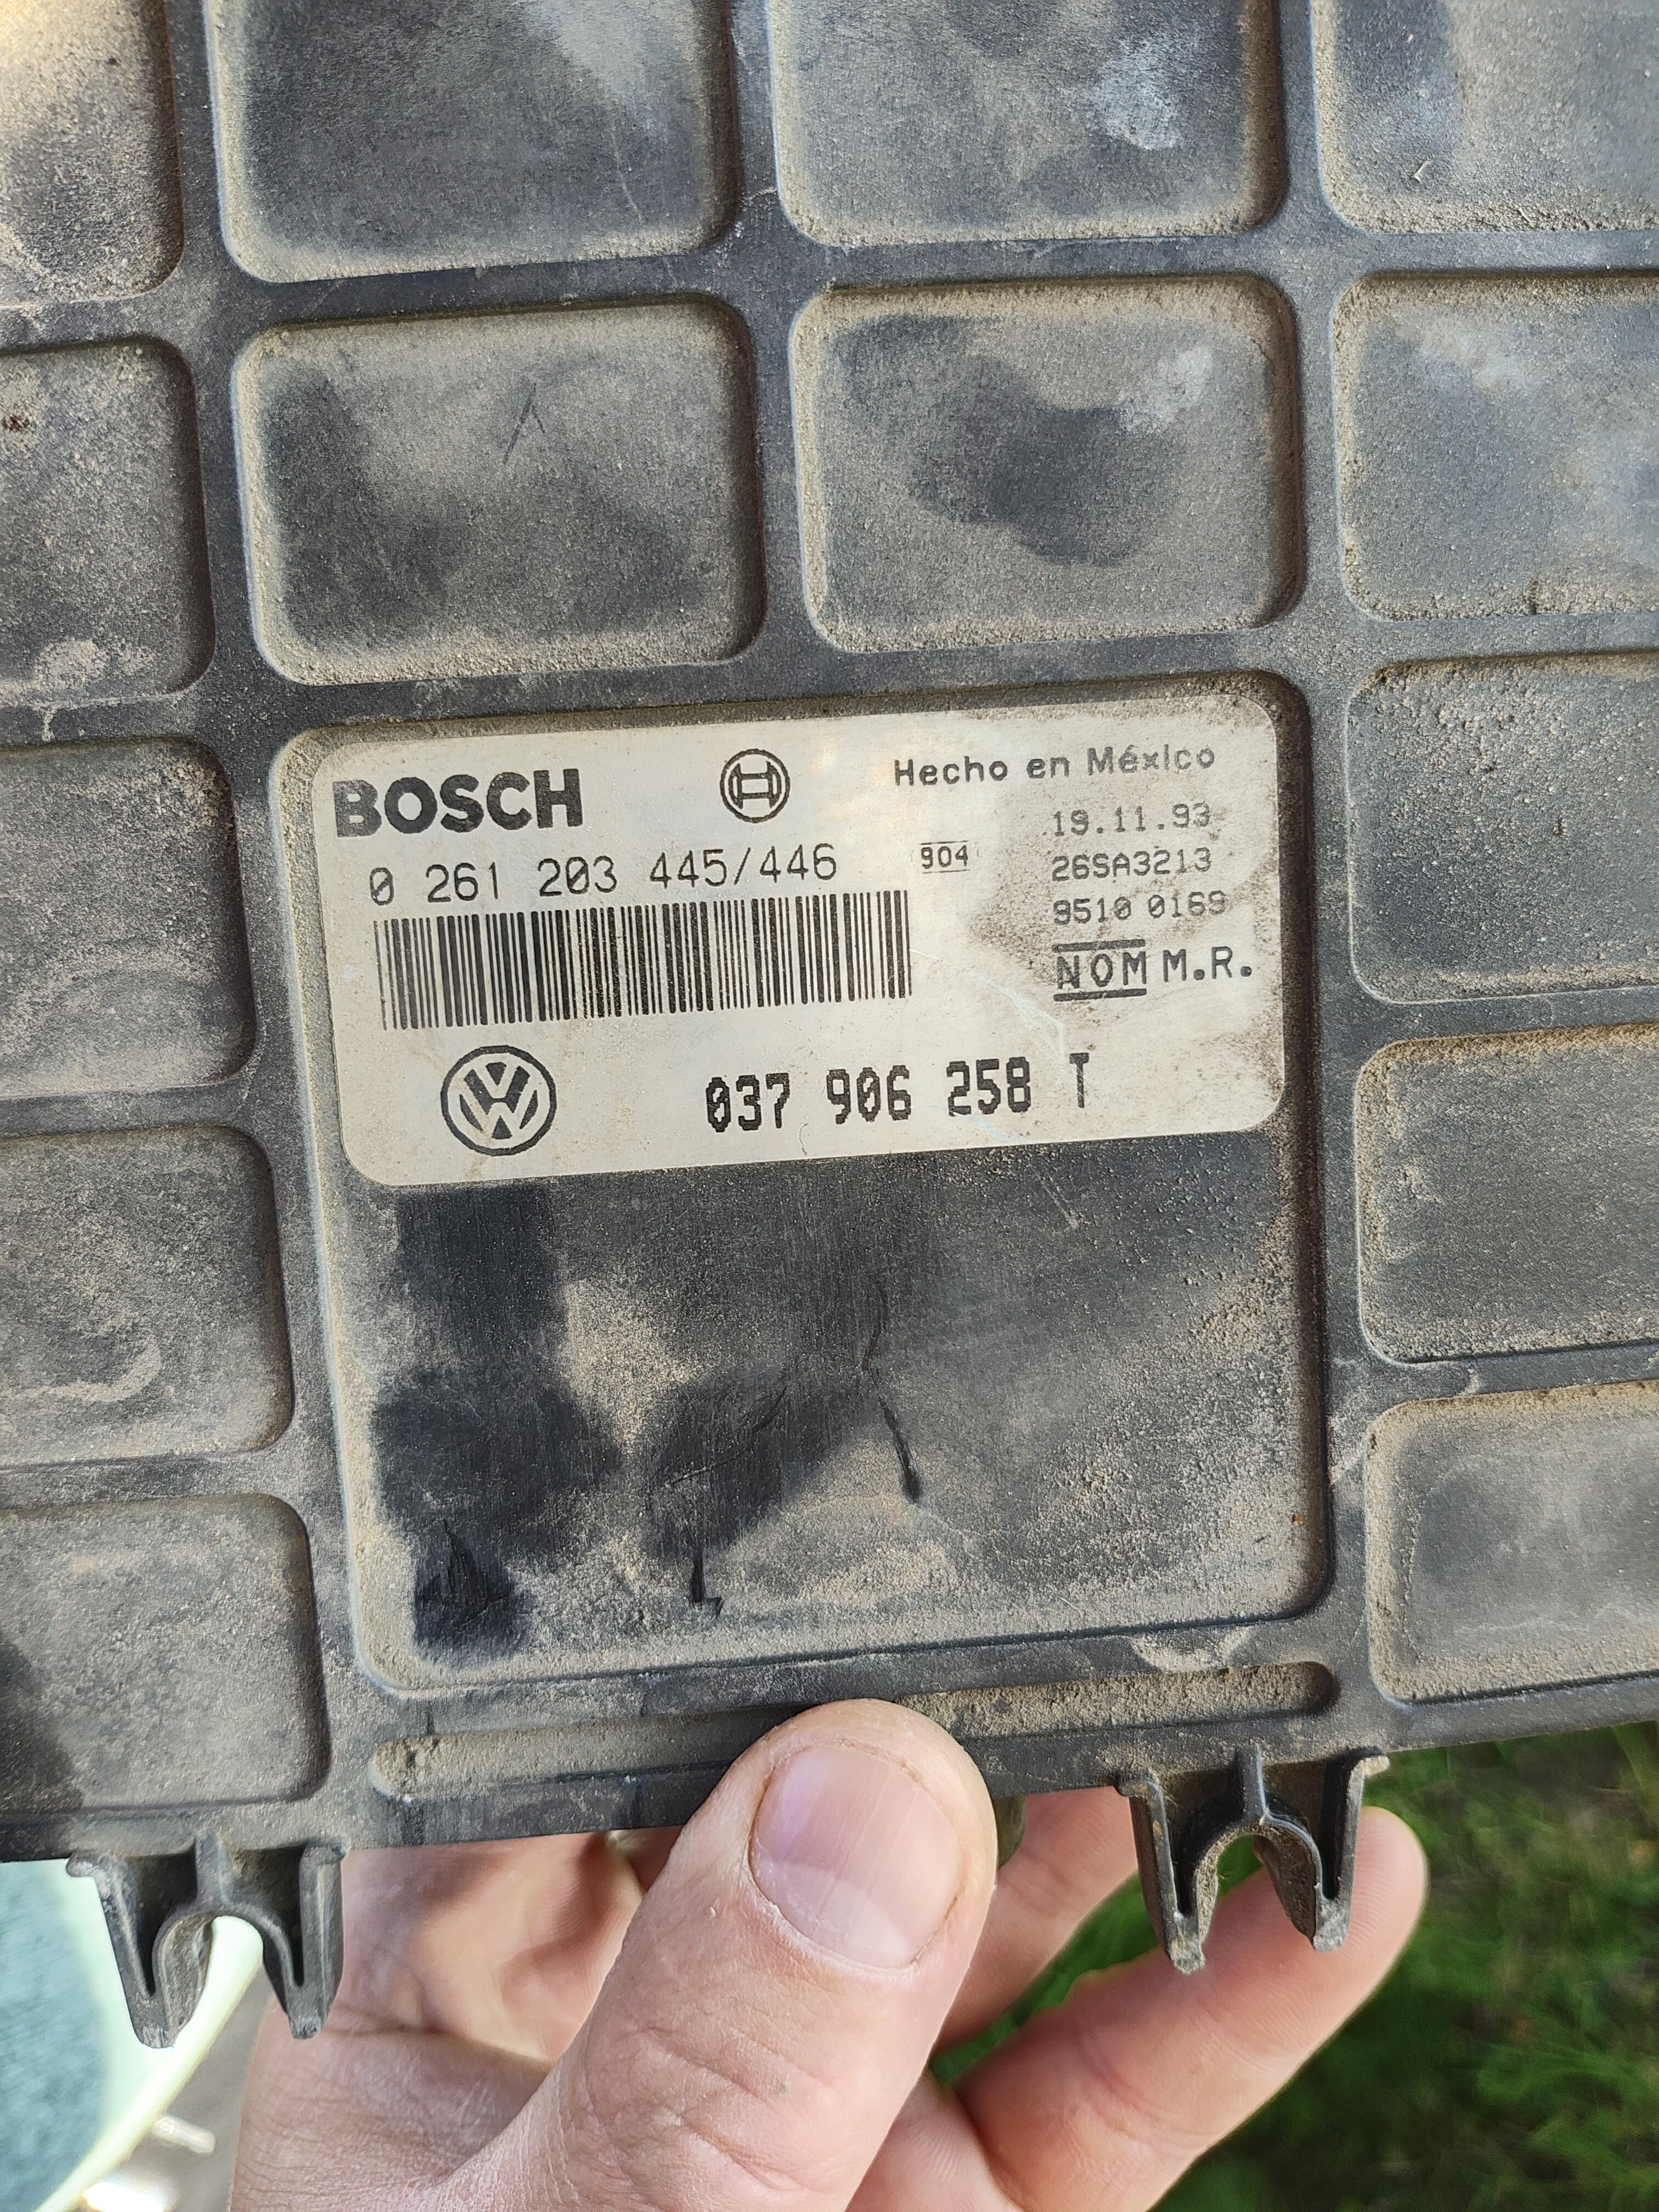 BOSCH
Hecho en México
19.11.93
0 261 203 445/446
904
26SA3213
9510 0169
NOM M.R.
037 906 258 T